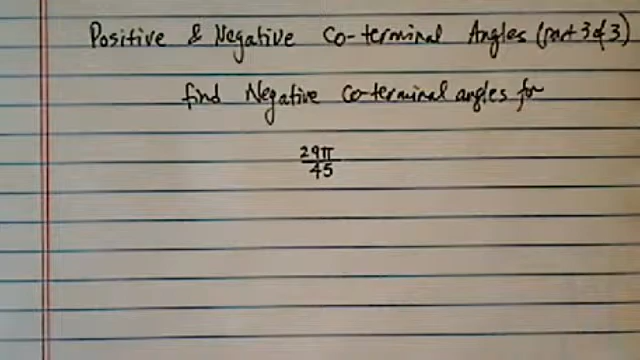 Positive & Negative Co-terminal Angles (part 3 of 3)
find Negative Co-terminal angles for
29π
45